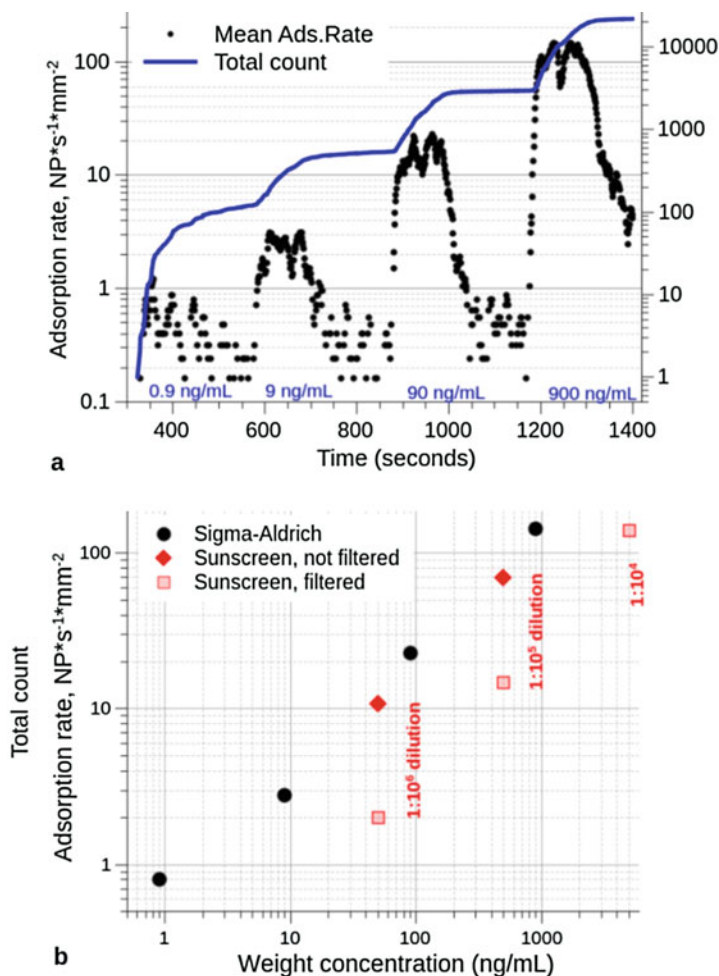 Mean Ads.Rate
Total count
Adsorption rate, NP*s⁻¹*mm⁻²
100
10
1
0.1
10000
1000
100
10
1
0.9 ng/mL
9 ng/mL
90 ng/mL
900 ng/mL
400
600
800
1000
1200
1400
Time (seconds)
a
Sigma-Aldrich
Sunscreen, not filtered
Sunscreen, filtered
Total count
Adsorption rate, NP*s⁻¹*mm⁻²
100
10
1
1:10⁶ dilution
1:10⁵ dilution
1:10⁴
1
10
100
1000
Weight concentration (ng/mL)
b